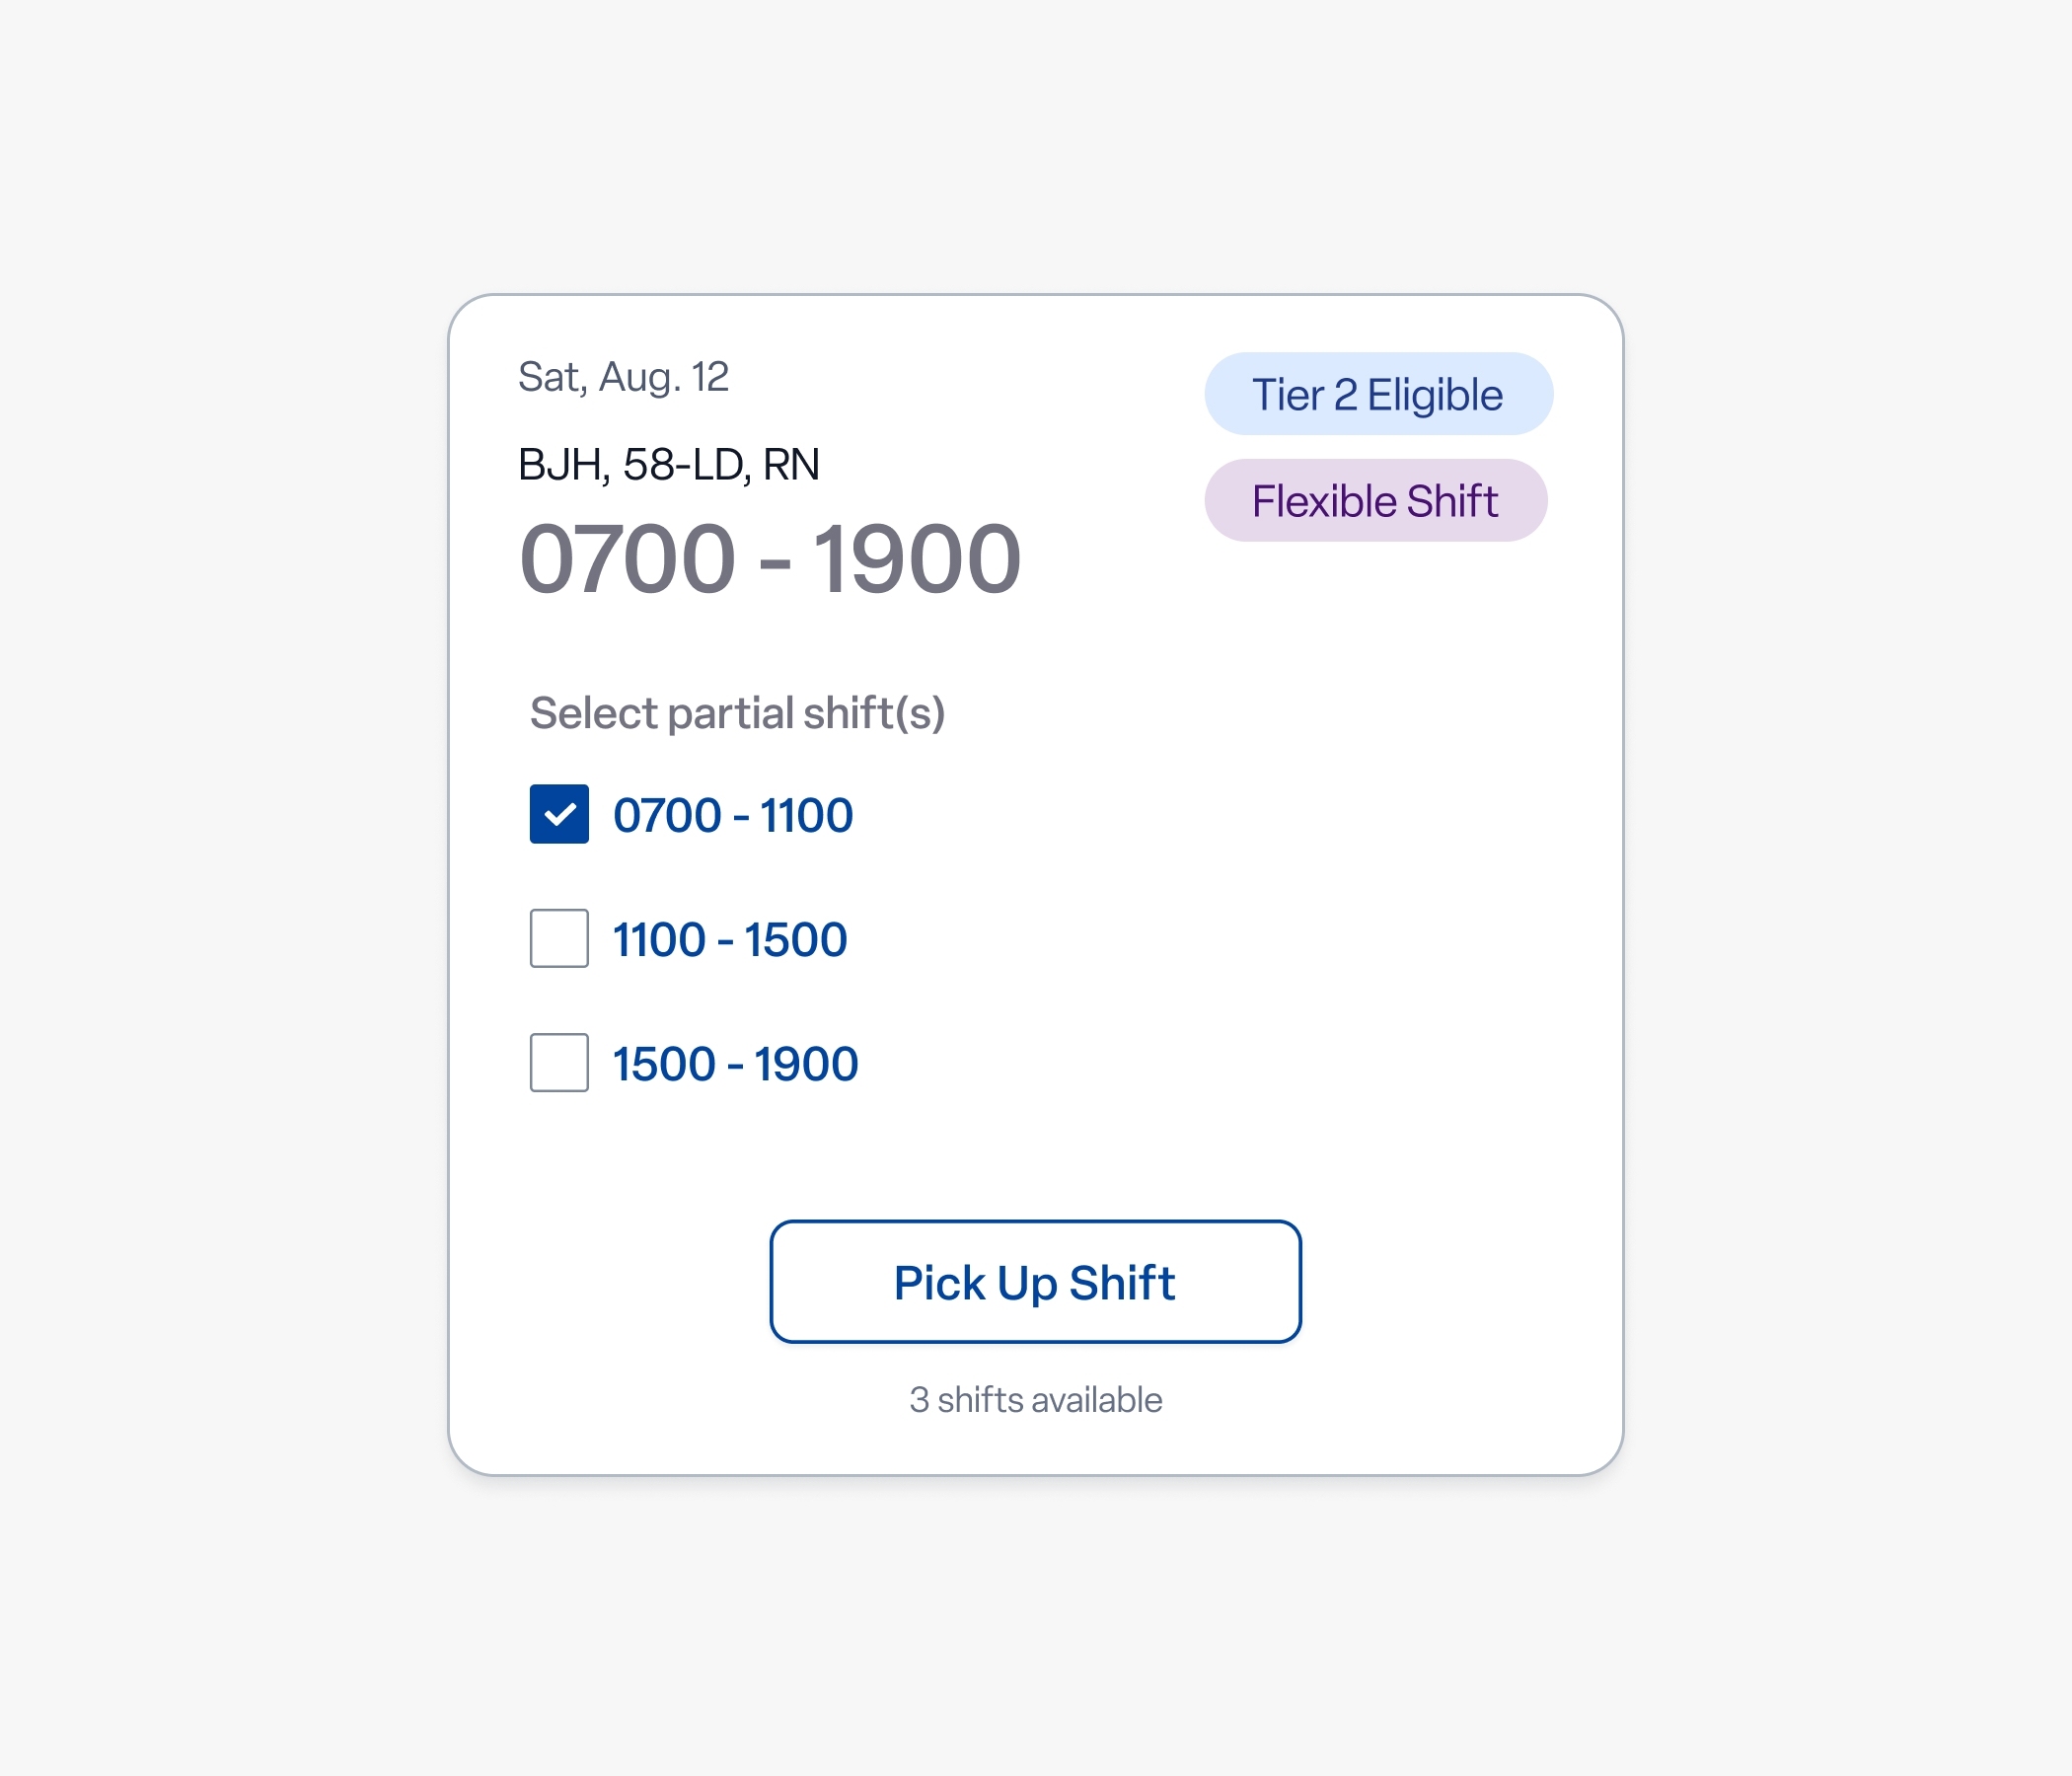 Sat, Aug. 12
Tier 2 Eligible
BJH, 58-LD, RN
Flexible Shift
0700 - 1900
Select partial shift(s)
0700 - 1100
1100 - 1500
1500 - 1900
Pick Up Shift
3 shifts available